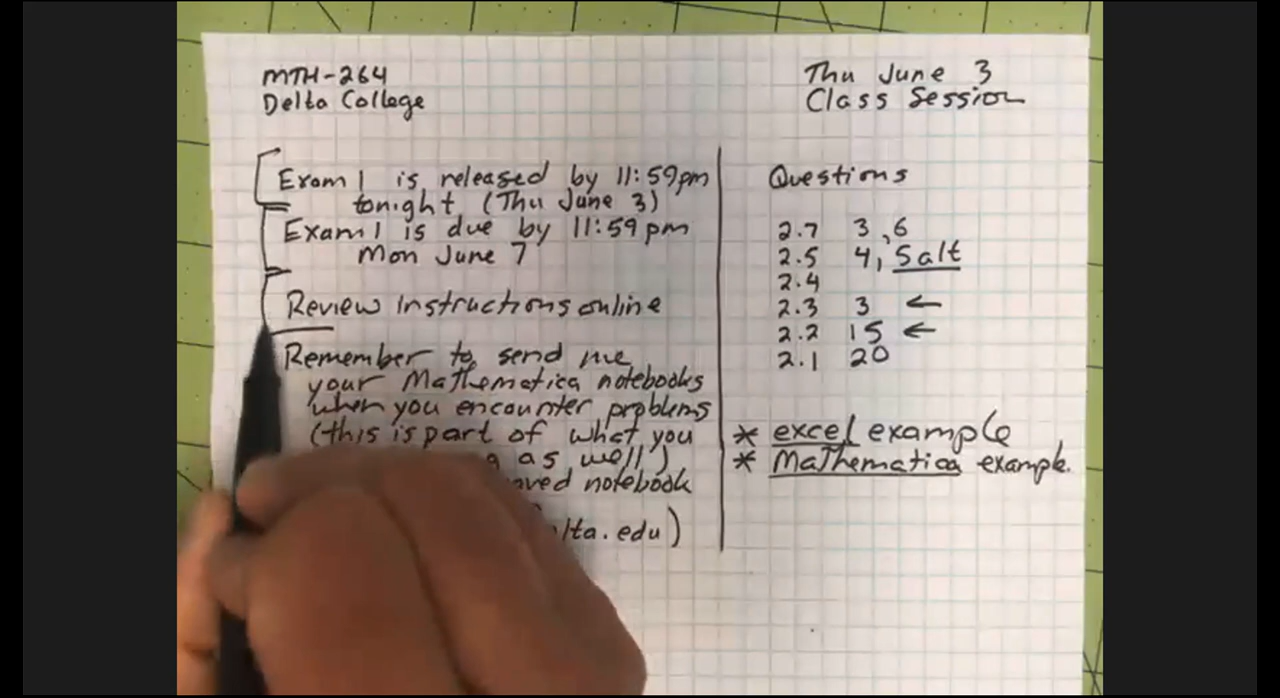 MTH-264
Delta College
Thu June 3
Class Session
Exam 1 is released by 11:59pm
tonight (Thu June 3)
Exam 1 is due by 11:59pm
Mon June 7
Review instructions online
Remember to send me
your Mathematica notebooks
when you encounter problems
(this is part of what you
as well)
notebook
Questions
2.7 3, 6
2.5 4, Salt
2.4
2.3 3 ←
2.2 15 ←
2.1 20
* excel example
* Mathematica example.